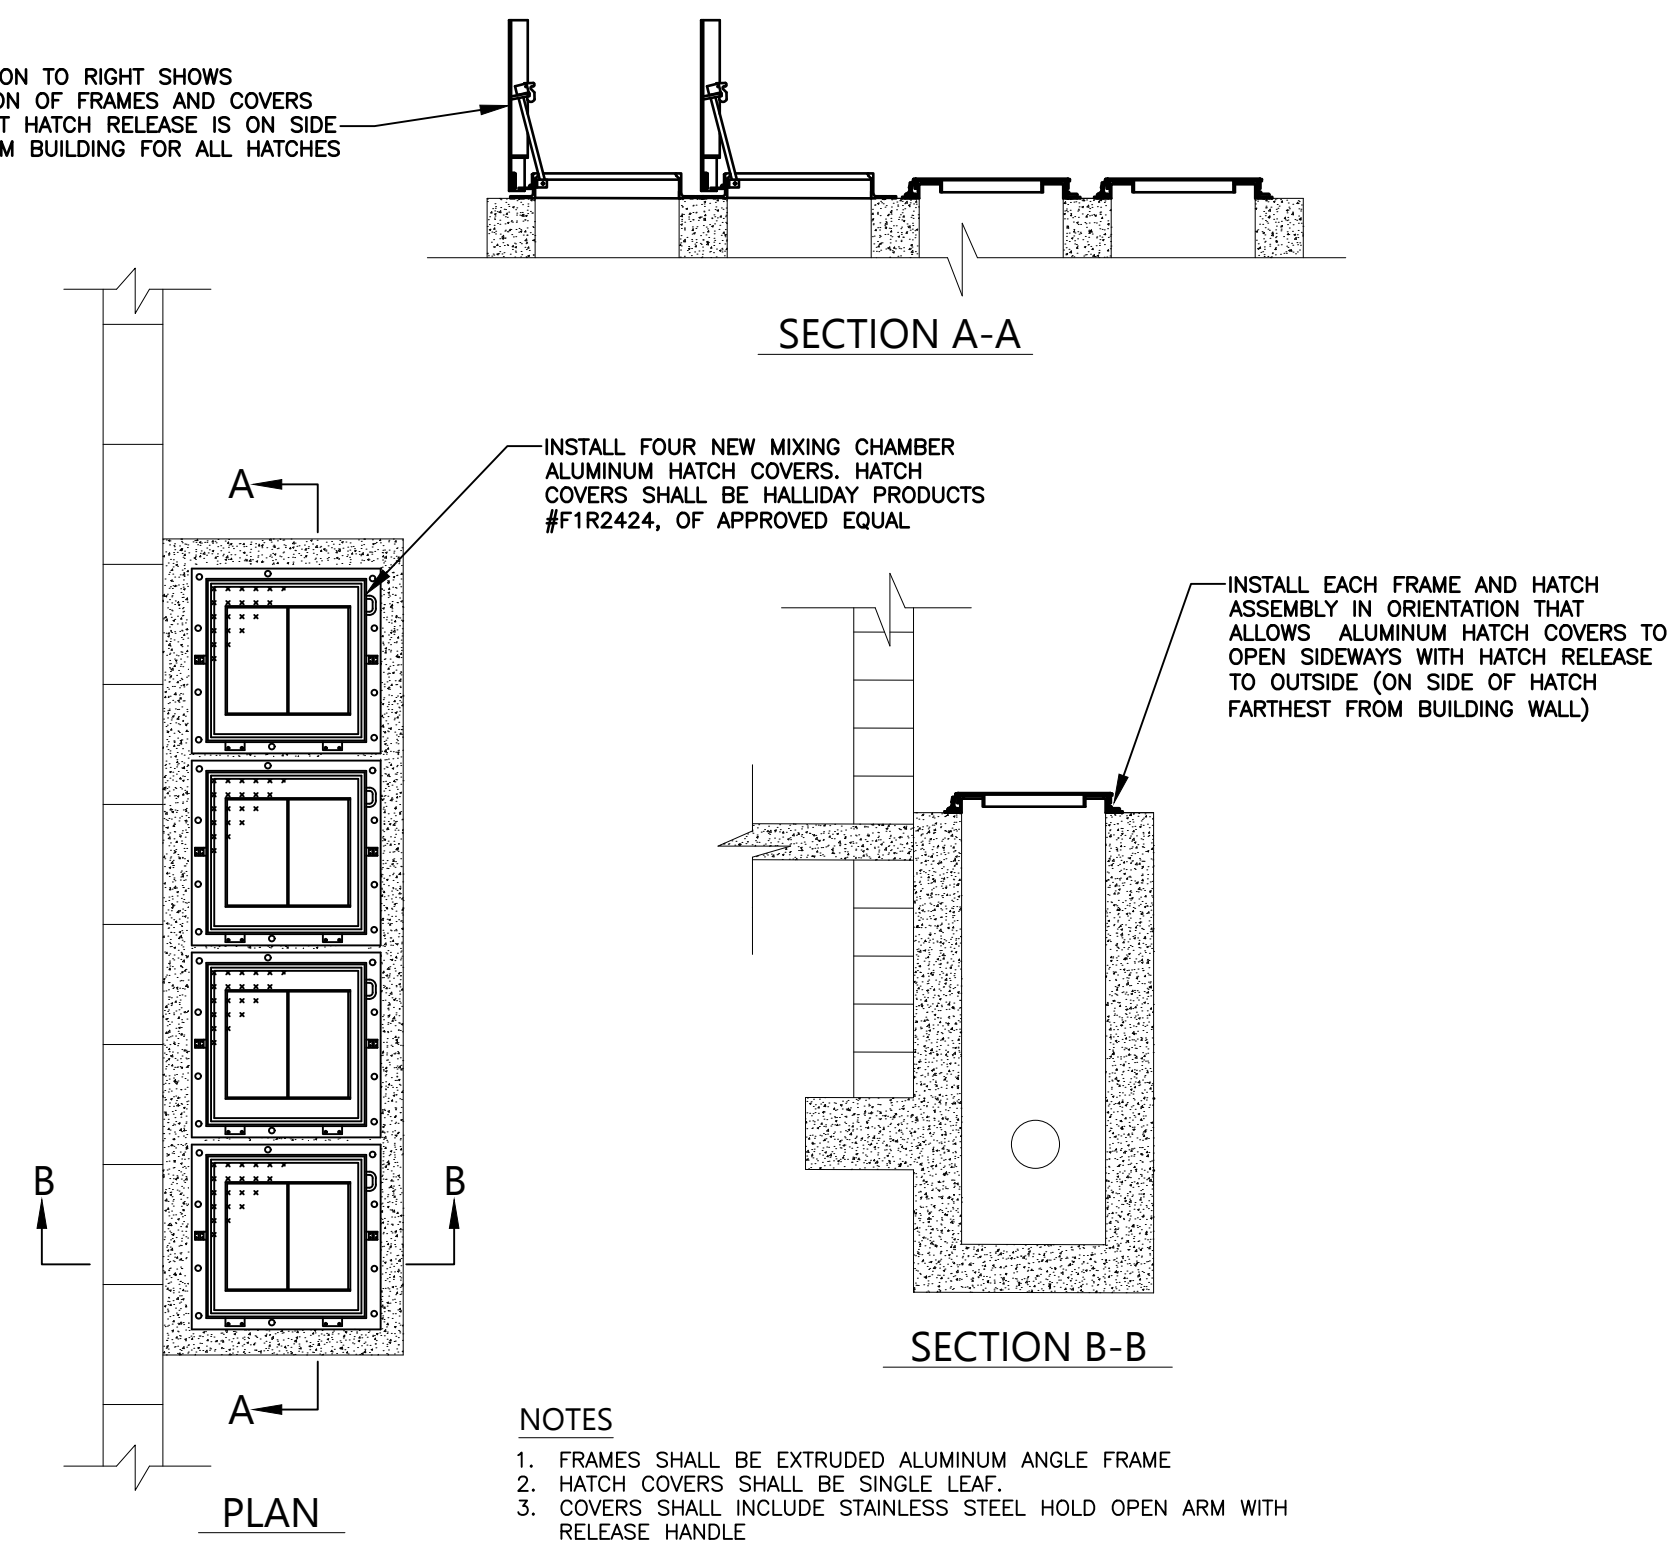 ON TO RIGHT SHOWS
ON OF FRAMES AND COVERS
T HATCH RELEASE IS ON SIDE
M BUILDING FOR ALL HATCHES
SECTION A-A
A
INSTALL FOUR NEW MIXING CHAMBER
ALUMINUM HATCH COVERS. HATCH
COVERS SHALL BE HALLIDAY PRODUCTS
#F1R2424, OF APPROVED EQUAL
INSTALL EACH FRAME AND HATCH
ASSEMBLY IN ORIENTATION THAT
ALLOWS ALUMINUM HATCH COVERS TO
OPEN SIDEWAYS WITH HATCH RELEASE
TO OUTSIDE (ON SIDE OF HATCH
FARTHEST FROM BUILDING WALL)
B
B
SECTION B-B
A
NOTES
1. FRAMES SHALL BE EXTRUDED ALUMINUM ANGLE FRAME
2. HATCH COVERS SHALL BE SINGLE LEAF.
3. COVERS SHALL INCLUDE STAINLESS STEEL HOLD OPEN ARM WITH
RELEASE HANDLE
PLAN